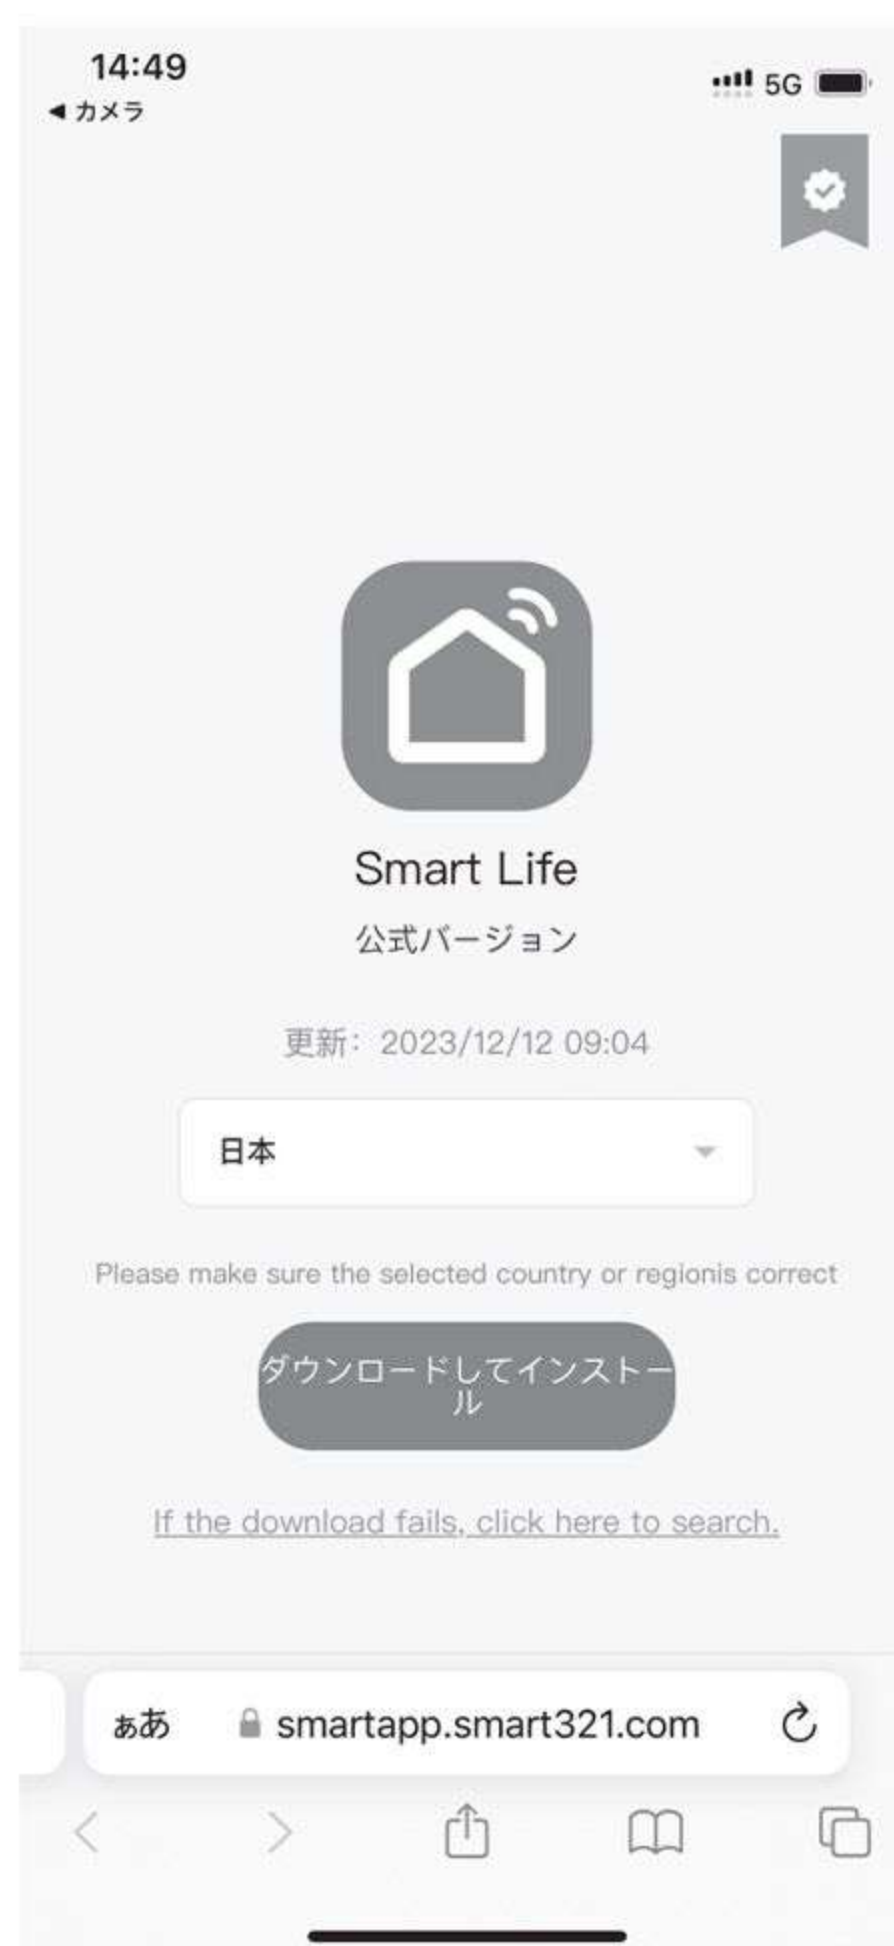 14:49
5G
◀ カメラ
Smart Life
公式バージョン
更新: 2023/12/12 09:04
日本
Please make sure the selected country or regionis correct
ダウンロードしてインストー
ル
If the download fails, click here to search.
ぁあ smartapp.smart321.com